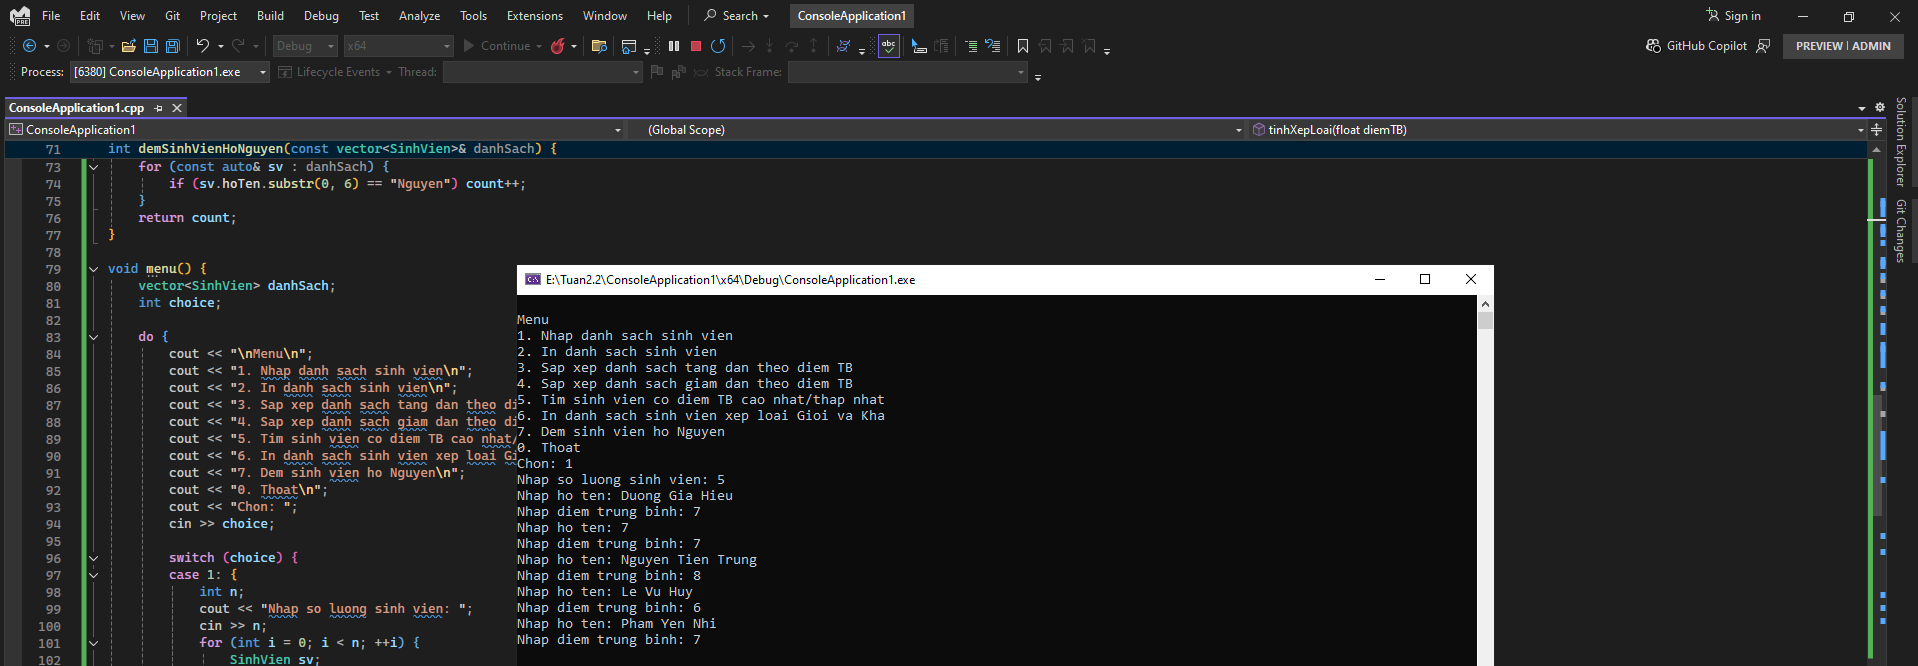 File Edit View Git Project Build Debug Test Analyze Tools Extensions Window Help Search ConsoleApplication1 Sign in
Debug x64 Continue GitHub Copilot PREVIEW | ADMIN
Process: [6380] ConsoleApplication1.exe Lifecycle Events Thread: Stack Frame:
ConsoleApplication1.cpp
ConsoleApplication1 (Global Scope) tinhXepLoai(float diemTB)
Solution Explorer
Git Changes
71 int demSinhVienHoNguyen(const vector<SinhVien>& danhSach) {
73 for (const auto& sv : danhSach) {
74 if (sv.hoTen.substr(0, 6) == "Nguyen") count++;
75 }
76 return count;
77 }
78
79 void menu() {
80 vector<SinhVien> danhSach;
81 int choice;
82
83 do {
84 cout << "\nMenu\n";
85 cout << "1. Nhap danh sach sinh vien\n";
86 cout << "2. In danh sach sinh vien\n";
87 cout << "3. Sap xep danh sach tang dan theo di
88 cout << "4. Sap xep danh sach giam dan theo di
89 cout << "5. Tim sinh vien co diem TB cao nhat/
90 cout << "6. In danh sach sinh vien xep loai Gi
91 cout << "7. Dem sinh vien ho Nguyen\n";
92 cout << "0. Thoat\n";
93 cout << "Chon: ";
94 cin >> choice;
95
96 switch (choice) {
97 case 1: {
98 int n;
99 cout << "Nhap so luong sinh vien: ";
100 cin >> n;
101 for (int i = 0; i < n; ++i) {
102 SinhVien sv;
E:\Tuan2.2\ConsoleApplication1\x64\Debug\ConsoleApplication1.exe
Menu
1. Nhap danh sach sinh vien
2. In danh sach sinh vien
3. Sap xep danh sach tang dan theo diem TB
4. Sap xep danh sach giam dan theo diem TB
5. Tim sinh vien co diem TB cao nhat/thap nhat
6. In danh sach sinh vien xep loai Gioi va Kha
7. Dem sinh vien ho Nguyen
0. Thoat
Chon: 1
Nhap so luong sinh vien: 5
Nhap ho ten: Duong Gia Hieu
Nhap diem trung binh: 7
Nhap ho ten: 7
Nhap diem trung binh: 7
Nhap ho ten: Nguyen Tien Trung
Nhap diem trung binh: 8
Nhap ho ten: Le Vu Huy
Nhap diem trung binh: 6
Nhap ho ten: Pham Yen Nhi
Nhap diem trung binh: 7